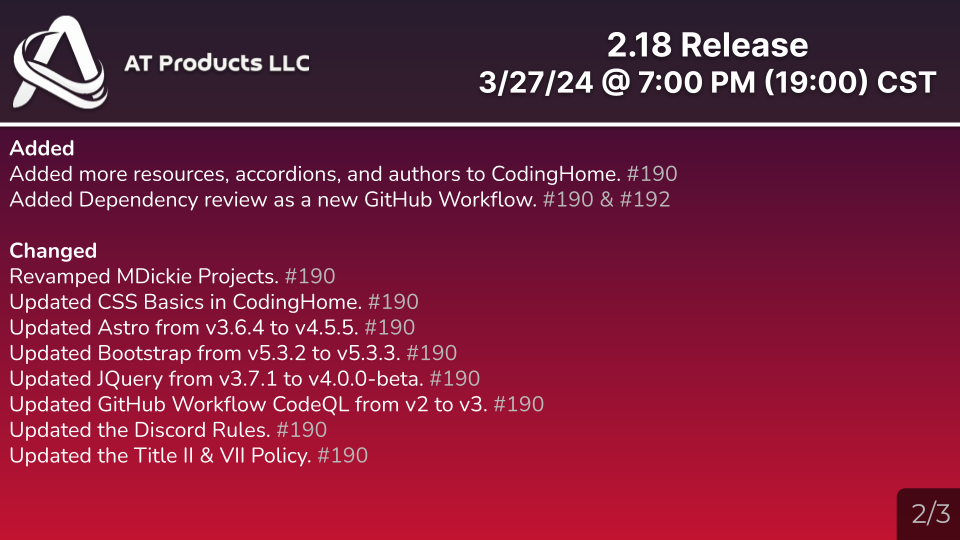 AT Products LLC
2.18 Release
3/27/24 @ 7:00 PM (19:00) CST
Added
Added more resources, accordions, and authors to CodingHome. #190
Added Dependency review as a new GitHub Workflow. #190 & #192
Changed
Revamped MDickie Projects. #190
Updated CSS Basics in CodingHome. #190
Updated Astro from v3.6.4 to v4.5.5. #190
Updated Bootstrap from v5.3.2 to v5.3.3. #190
Updated JQuery from v3.7.1 to v4.0.0-beta. #190
Updated GitHub Workflow CodeQL from v2 to v3. #190
Updated the Discord Rules. #190
Updated the Title II & VII Policy. #190
2/3